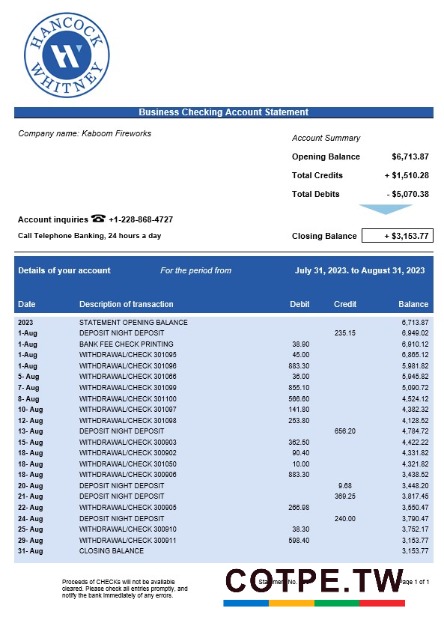 HANCOCK
WHITNEY
Business Checking Account Statement
Company name: Kaboom Fireworks
Account Summary
Opening Balance $6,713.87
Total Credits + $1,510.28
Total Debits - $5,070.38
Account inquiries ☎ +1-228-868-4727
Call Telephone Banking, 24 hours a day
Closing Balance + $3,153.77
Details of your account For the period from July 31, 2023. to August 31, 2023
Date Description of transaction Debit Credit Balance
2023 STATEMENT OPENING BALANCE 6,713.87
1-Aug DEPOSIT NIGHT DEPOSIT 235.15 6,949.02
1-Aug BANK FEE CHECK PRINTING 38.90 6,910.12
1-Aug WITHDRAWAL/CHECK 301095 45.00 6,865.12
1-Aug WITHDRAWAL/CHECK 301096 883.30 5,981.82
5- Aug WITHDRAWAL/CHECK 301066 36.00 5,945.82
7- Aug WITHDRAWAL/CHECK 301099 855.10 5,090.72
8- Aug WITHDRAWAL/CHECK 301100 566.60 4,524.12
10- Aug WITHDRAWAL/CHECK 301097 141.80 4,382.32
12- Aug WITHDRAWAL/CHECK 301098 253.80 4,128.52
13- Aug DEPOSIT NIGHT DEPOSIT 656.20 4,784.72
15- Aug WITHDRAWAL/CHECK 300903 362.50 4,422.22
18- Aug WITHDRAWAL/CHECK 300902 90.40 4,331.82
18- Aug WITHDRAWAL/CHECK 301050 10.00 4,321.82
18- Aug WITHDRAWAL/CHECK 300906 883.30 3,438.52
20- Aug DEPOSIT NIGHT DEPOSIT 9.68 3,448.20
21- Aug DEPOSIT NIGHT DEPOSIT 369.25 3,817.45
22- Aug WITHDRAWAL/CHECK 300905 266.98 3,550.47
24- Aug DEPOSIT NIGHT DEPOSIT 240.00 3,790.47
25- Aug WITHDRAWAL/CHECK 300910 38.30 3,752.17
29- Aug WITHDRAWAL/CHECK 300911 598.40 3,153.77
31- Aug CLOSING BALANCE 3,153.77
Proceeds of CHECKs will not be available
cleared. Please check all entries promptly, and
notify the bank immediately of any errors.
No.
Page 1 of 1
COTPE.TW